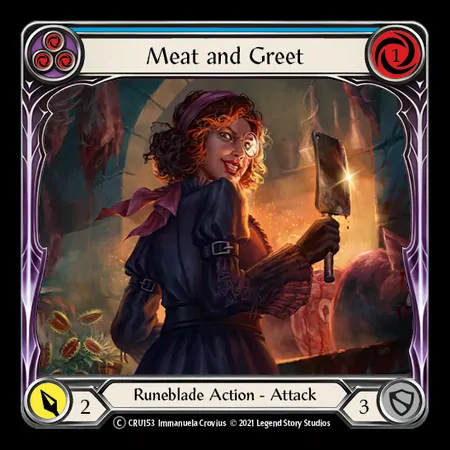 Meat and Greet
1
Runeblade Action - Attack
2
3
C CRU153 Immanuela Crovius © 2021 Legend Story Studios